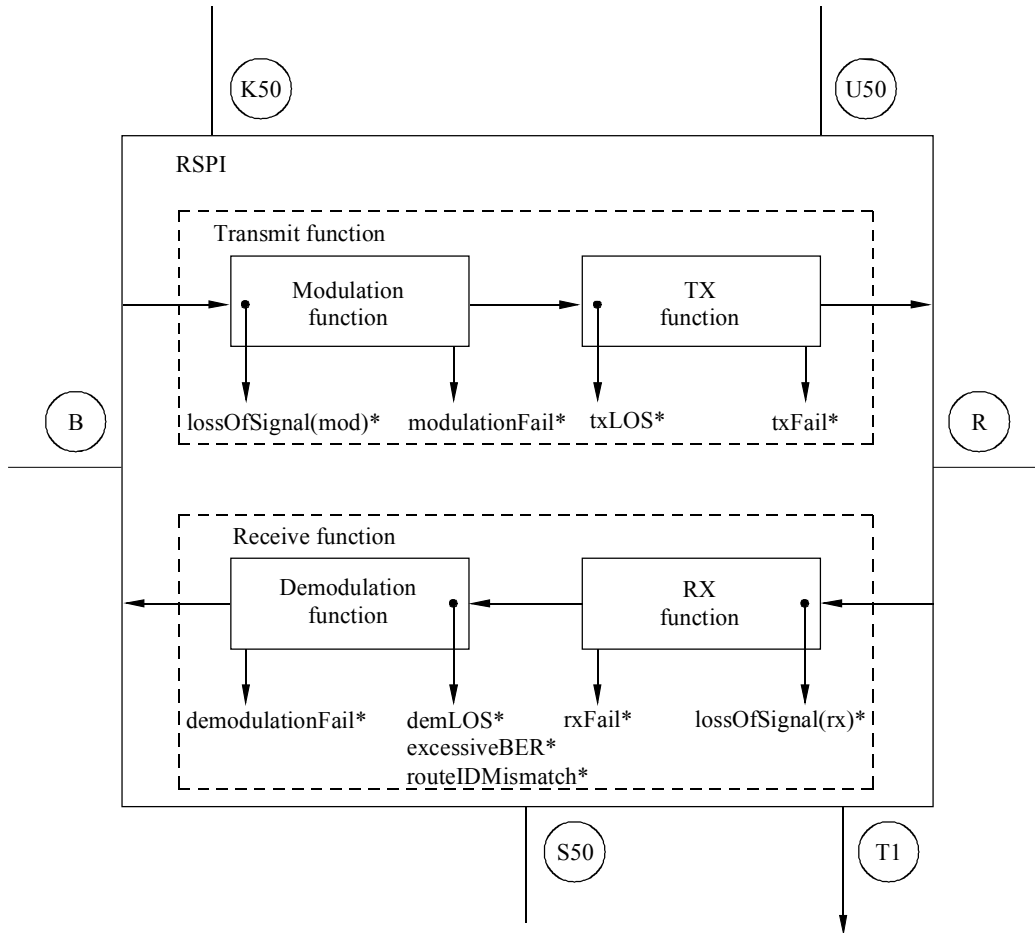 K50
U50
RSPI
Transmit function
Modulation
function
TX
function
lossOfSignal(mod)*
modulationFail*
txLOS*
txFail*
B
R
Receive function
Demodulation
function
RX
function
demodulationFail*
demLOS*
excessiveBER*
routeIDMismatch*
rxFail*
lossOfSignal(rx)*
S50
T1